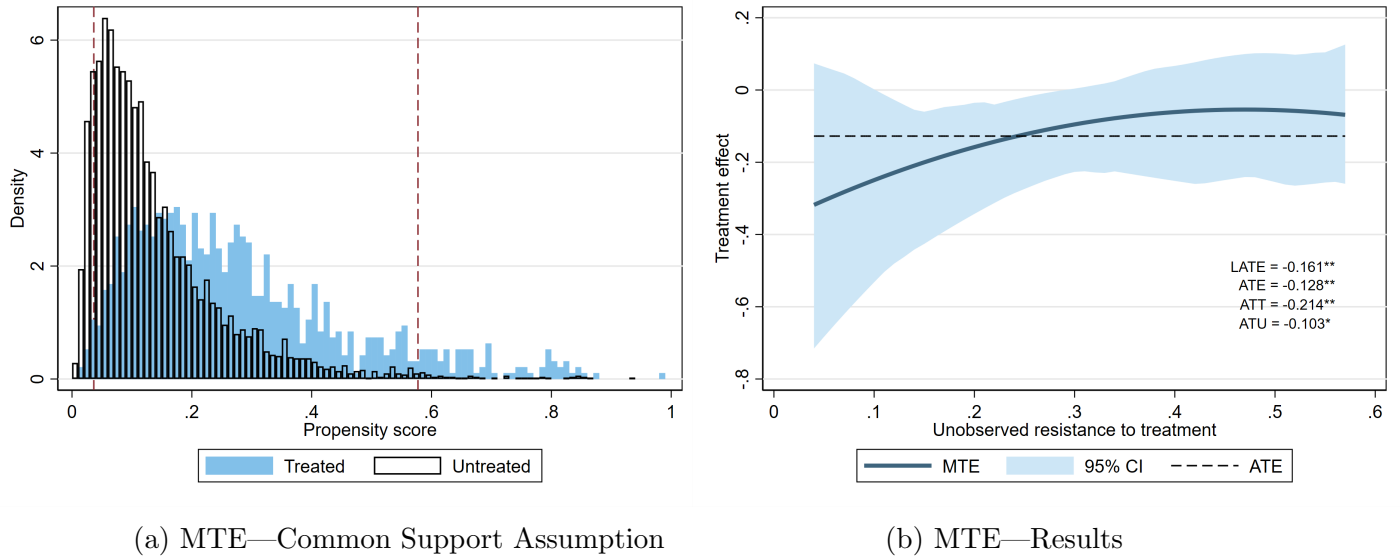 6
4
2
0
Density
0
.2
.4
.6
.8
1
Propensity score
Treated
Untreated
(a) MTE—Common Support Assumption
.2
0
-.2
-.4
-.6
-.8
Treatment effect
LATE = -0.161**
ATE = -0.128**
ATT = -0.214**
ATU = -0.103*
0
.1
.2
.3
.4
.5
.6
Unobserved resistance to treatment
MTE
95% CI
ATE
(b) MTE—Results